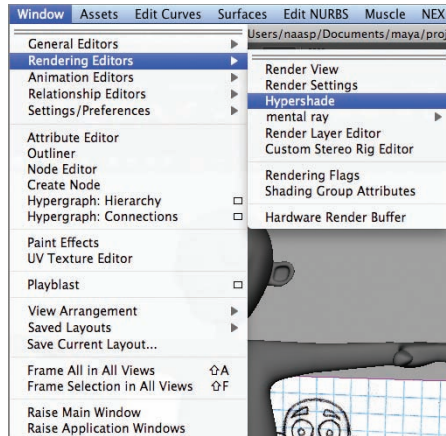 Window Assets Edit Curves Surfaces Edit NURBS Muscle NEX
Users/naasp/Documents/maya/proj
General Editors
Rendering Editors
Animation Editors
Relationship Editors
Settings/Preferences
Attribute Editor
Outliner
Node Editor
Create Node
Hypergraph: Hierarchy
Hypergraph: Connections
Paint Effects
UV Texture Editor
Playblast
View Arrangement
Saved Layouts
Save Current Layout...
Frame All in All Views ⇧A
Frame Selection in All Views ⇧F
Raise Main Window
Raise Application Windows
Render View
Render Settings
Hypershade
mental ray
Render Layer Editor
Custom Stereo Rig Editor
Rendering Flags
Shading Group Attributes
Hardware Render Buffer